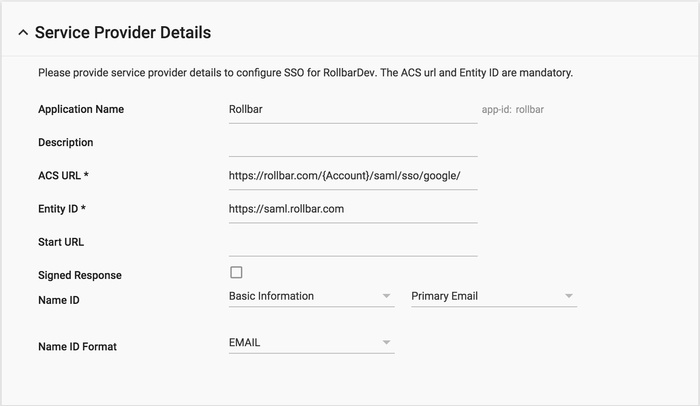 Service Provider Details
Please provide service provider details to configure SSO for RollbarDev. The ACS url and Entity ID are mandatory.
Application Name Rollbar app-id: rollbar
Description
ACS URL * https://rollbar.com/{Account}/saml/sso/google/
Entity ID * https://saml.rollbar.com
Start URL
Signed Response
Name ID Basic Information Primary Email
Name ID Format EMAIL